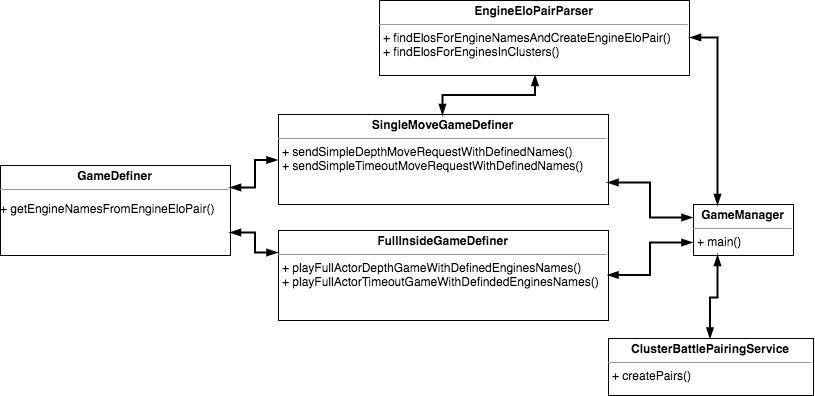 EngineEloPairParser
+ findElosForEngineNamesAndCreateEngineEloPair()
+ findElosForEnginesInClusters()
SingleMoveGameDefiner
+ sendSimpleDepthMoveRequestWithDefinedNames()
+ sendSimpleTimeoutMoveRequestWithDefinedNames()
GameDefiner
+ getEngineNamesFromEngineEloPair()
GameManager
+ main()
FullInsideGameDefiner
+ playFullActorDepthGameWithDefinedEnginesNames()
+ playFullActorTimeoutGameWithDefindedEnginesNames()
ClusterBattlePairingService
+ createPairs()